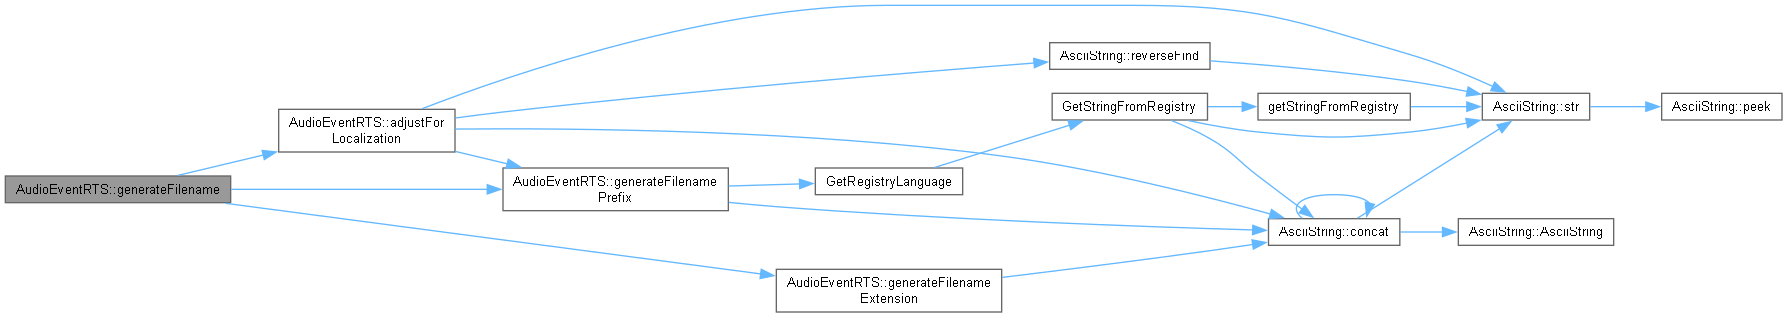 AudioEventRTS::generateFilename
AudioEventRTS::adjustFor
Localization
AudioEventRTS::generateFilename
Prefix
AudioEventRTS::generateFilename
Extension
GetRegistryLanguage
AsciiString::reverseFind
GetStringFromRegistry
getStringFromRegistry
AsciiString::concat
AsciiString::str
AsciiString::AsciiString
AsciiString::peek